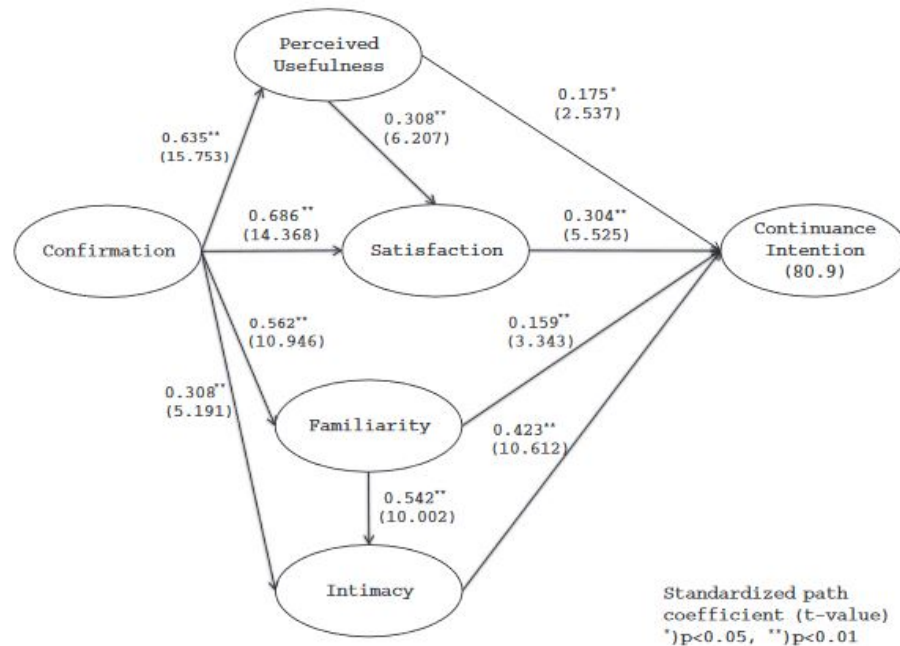 Perceived
Usefulness
0.175*
(2.537)
0.308**
(6.207)
0.635**
(15.753)
0.686**
(14.368)
0.304**
(5.525)
Confirmation
Satisfaction
Continuance
Intention
(80.9)
0.562**
(10.946)
0.159**
(3.343)
0.308**
(5.191)
Familiarity
0.423**
(10.612)
0.542**
(10.002)
Intimacy
Standardized path
coefficient (t-value)
*)p<0.05, **)p<0.01